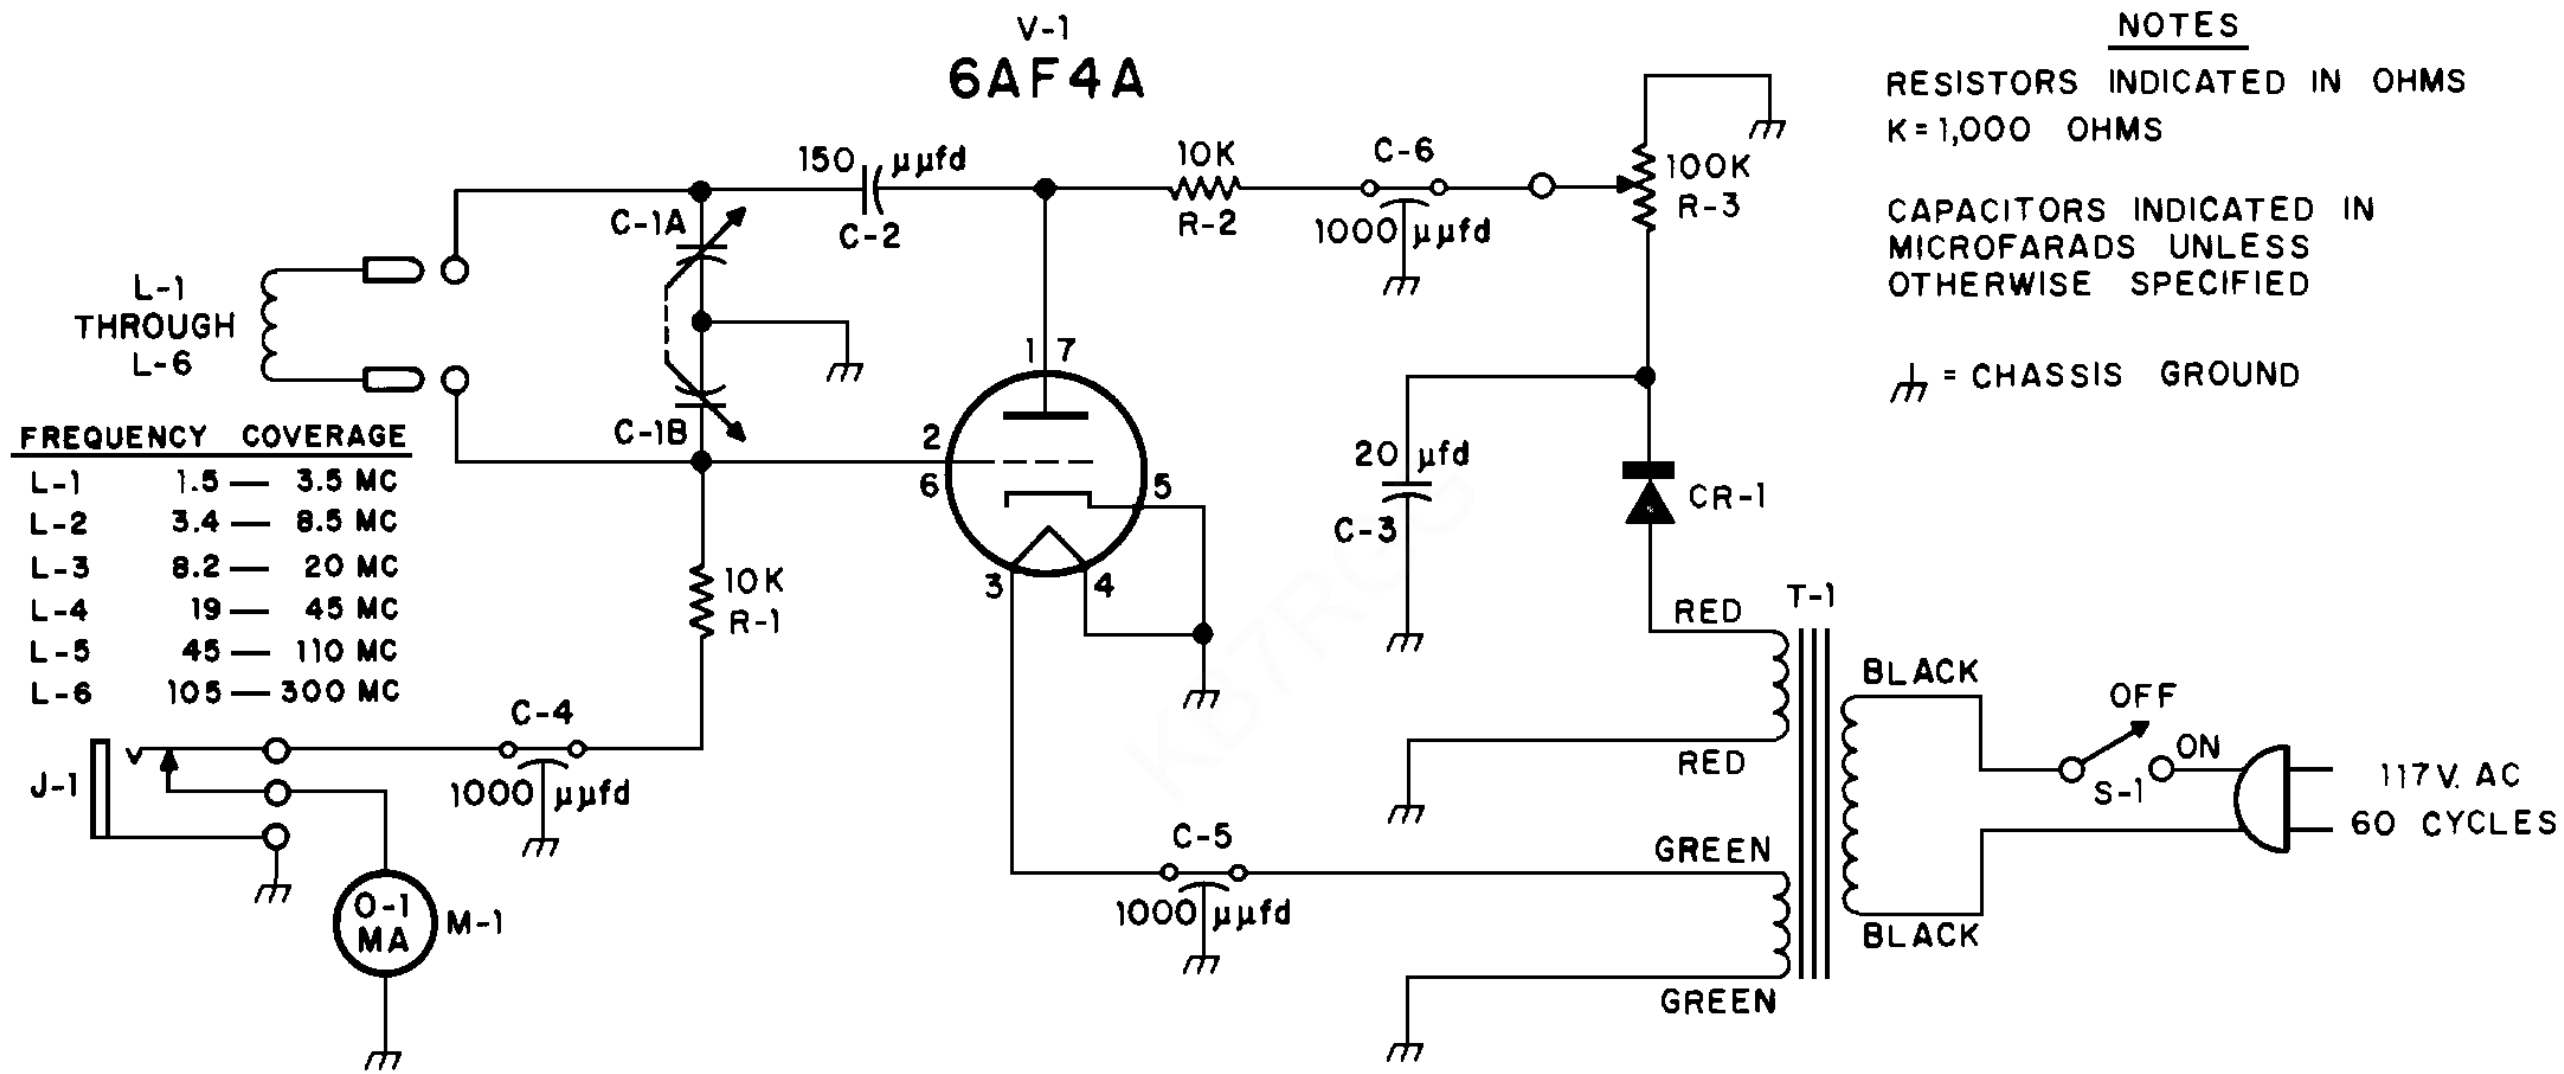 V-1
6AF4A
NOTES
RESISTORS INDICATED IN OHMS
K=1,000 OHMS
CAPACITORS INDICATED IN
MICROFARADS UNLESS
OTHERWISE SPECIFIED
= CHASSIS GROUND
150 µµfd
C-2
C-1A
C-1B
10K
R-2
C-6
1000 µµfd
100K
R-3
L-1
THROUGH
L-6
1 7
2
6
5
3
4
20 µfd
C-3
CR-1
FREQUENCY COVERAGE
L-1 1.5 — 3.5 MC
L-2 3.4 — 8.5 MC
L-3 8.2 — 20 MC
L-4 19 — 45 MC
L-5 45 — 110 MC
L-6 105 — 300 MC
10K
R-1
C-4
1000 µµfd
J-1
0-1
MA
M-1
C-5
1000 µµfd
RED
T-1
RED
GREEN
GREEN
BLACK
BLACK
OFF
ON
S-1
117V. AC
60 CYCLES
KB7RGG